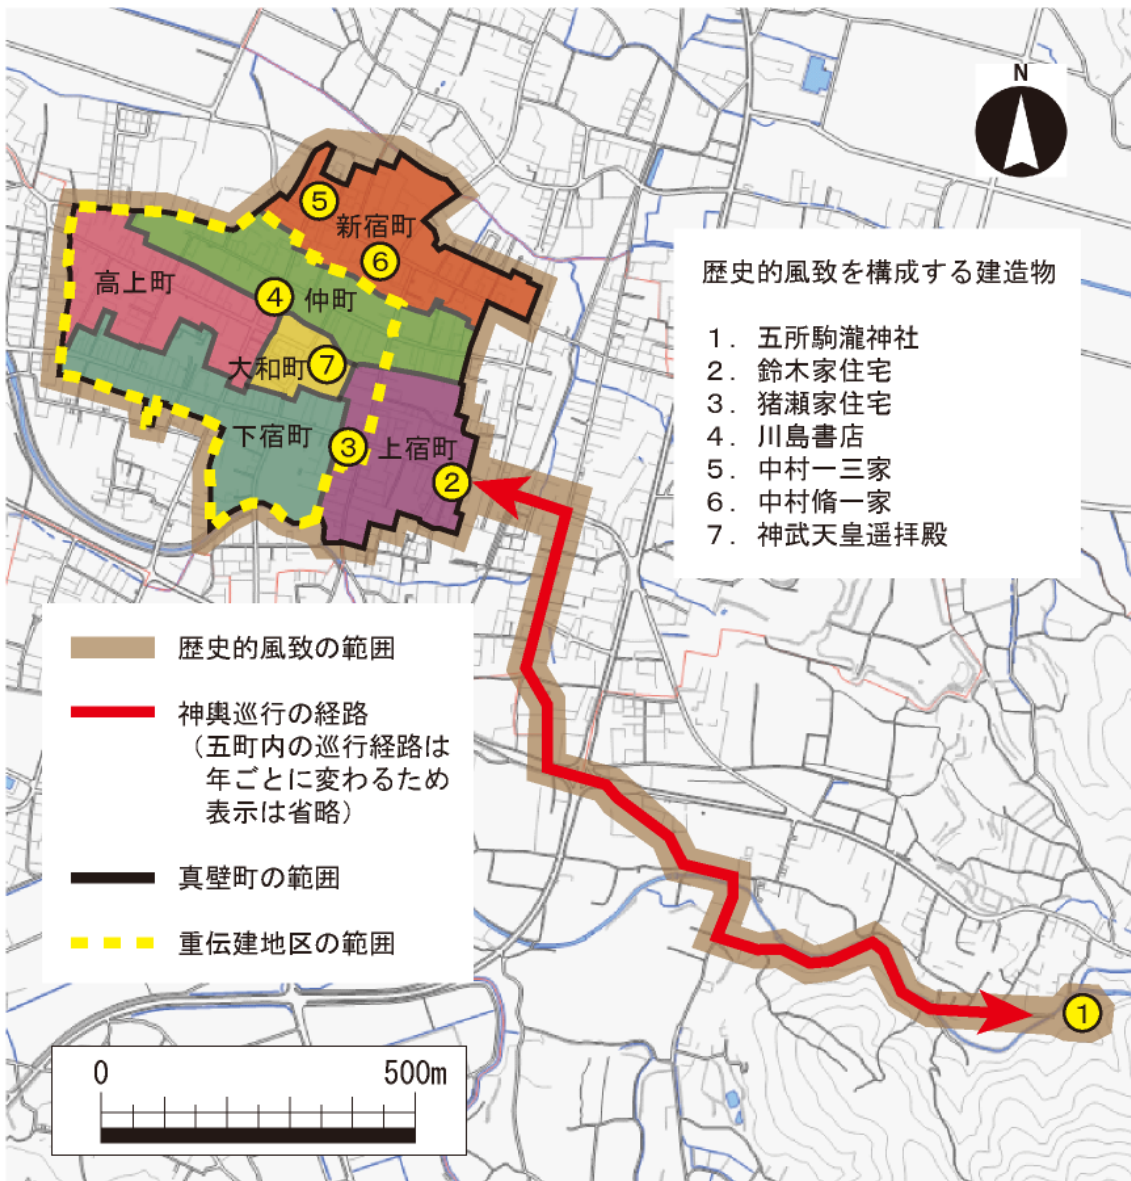 N
5
新宿町
6
高上町
4
仲町
大和町
7
下宿町
3
上宿町
2
歴史的風致を構成する建造物
1. 五所駒瀧神社
2. 鈴木家住宅
3. 猪瀬家住宅
4. 川島書店
5. 中村一三家
6. 中村脩一家
7. 神武天皇遥拝殿
歴史的風致の範囲
神輿巡行の経路
(五町内の巡行経路は
年ごとに変わるため
表示は省略)
真壁町の範囲
重伝建地区の範囲
1
0 500m